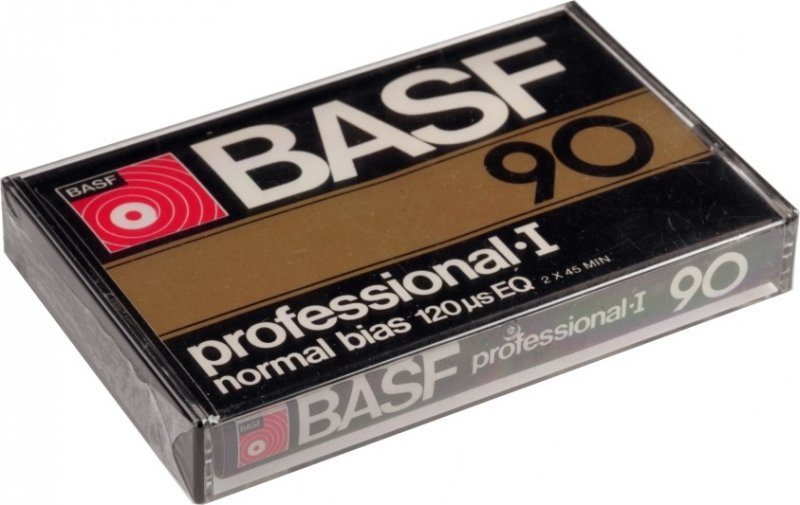 BASF
BASF
90
professional·I
normal bias 120 µs EQ 2 X 45 MIN
BASF
BASF
professional·I
90